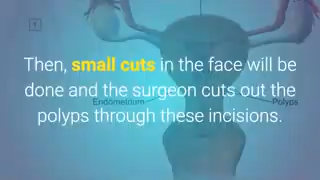 Then, small cuts in the face will be
done and the surgeon cuts out the
Endometrium
Polyps
polyps through these incisions.